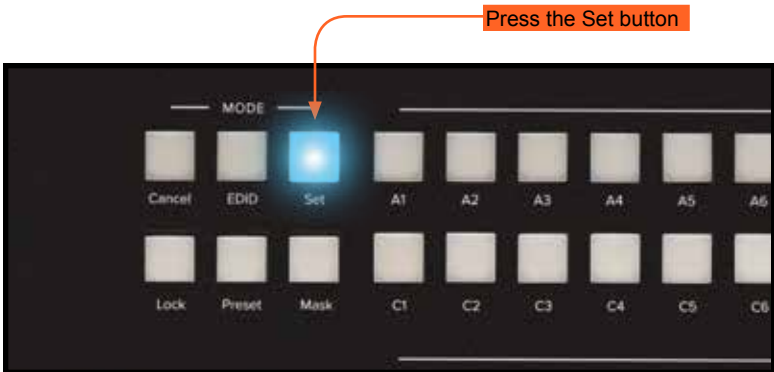 Press the Set button
MODE
Cancel EDID Set A1 A2 A3 A4 A5 A6
Lock Preset Mask C1 C2 C3 C4 C5 C6